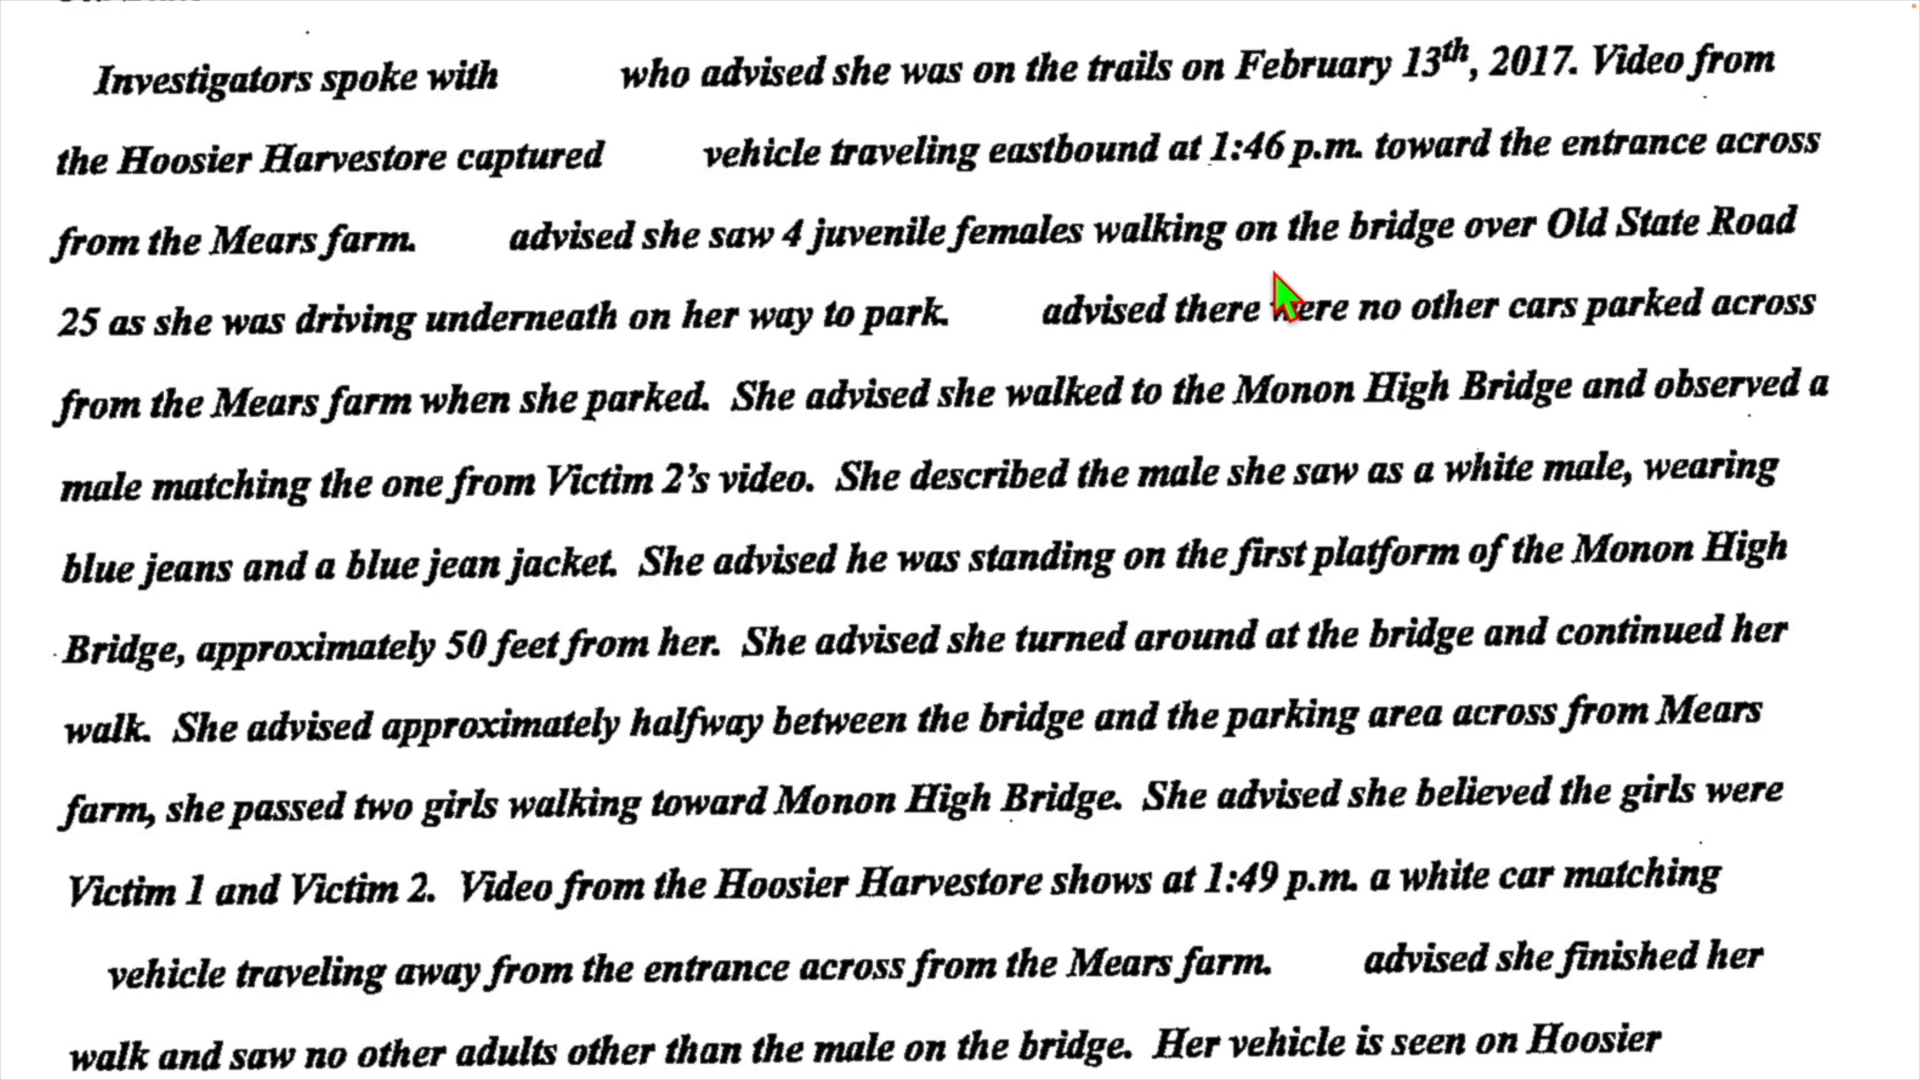 Investigators spoke with who advised she was on the trails on February 13th, 2017. Video from
the Hoosier Harvestore captured vehicle traveling eastbound at 1:46 p.m. toward the entrance across
from the Mears farm. advised she saw 4 juvenile females walking on the bridge over Old State Road
25 as she was driving underneath on her way to park. advised there were no other cars parked across
from the Mears farm when she parked. She advised she walked to the Monon High Bridge and observed a
male matching the one from Victim 2's video. She described the male she saw as a white male, wearing
blue jeans and a blue jean jacket. She advised he was standing on the first platform of the Monon High
Bridge, approximately 50 feet from her. She advised she turned around at the bridge and continued her
walk. She advised approximately halfway between the bridge and the parking area across from Mears
farm, she passed two girls walking toward Monon High Bridge. She advised she believed the girls were
Victim 1 and Victim 2. Video from the Hoosier Harvestore shows at 1:49 p.m. a white car matching
vehicle traveling away from the entrance across from the Mears farm. advised she finished her
walk and saw no other adults other than the male on the bridge. Her vehicle is seen on Hoosier